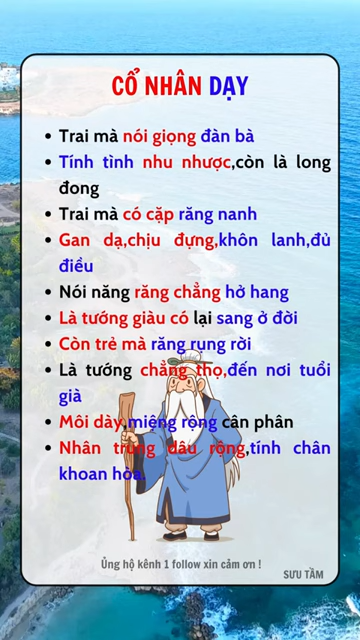 CỔ NHÂN DẠY
• Trai mà nói giọng đàn bà
• Tính tình nhu nhược,còn là long
đong
• Trai mà có cặp răng nanh
• Gan dạ,chịu đựng,khôn lanh,đủ
điều
• Nói năng răng chẳng hở hang
• Là tướng giàu có lại sang ở đời
• Còn trẻ mà răng rụng rời
• Là tướng chẳng thọ,đến nơi tuổi
già
• Môi dày,miệng rộng cân phân
• Nhân trung dâu rộng,tính chân
khoan hòa.
Ủng hộ kênh 1 follow xin cảm ơn !
SƯU TẦM